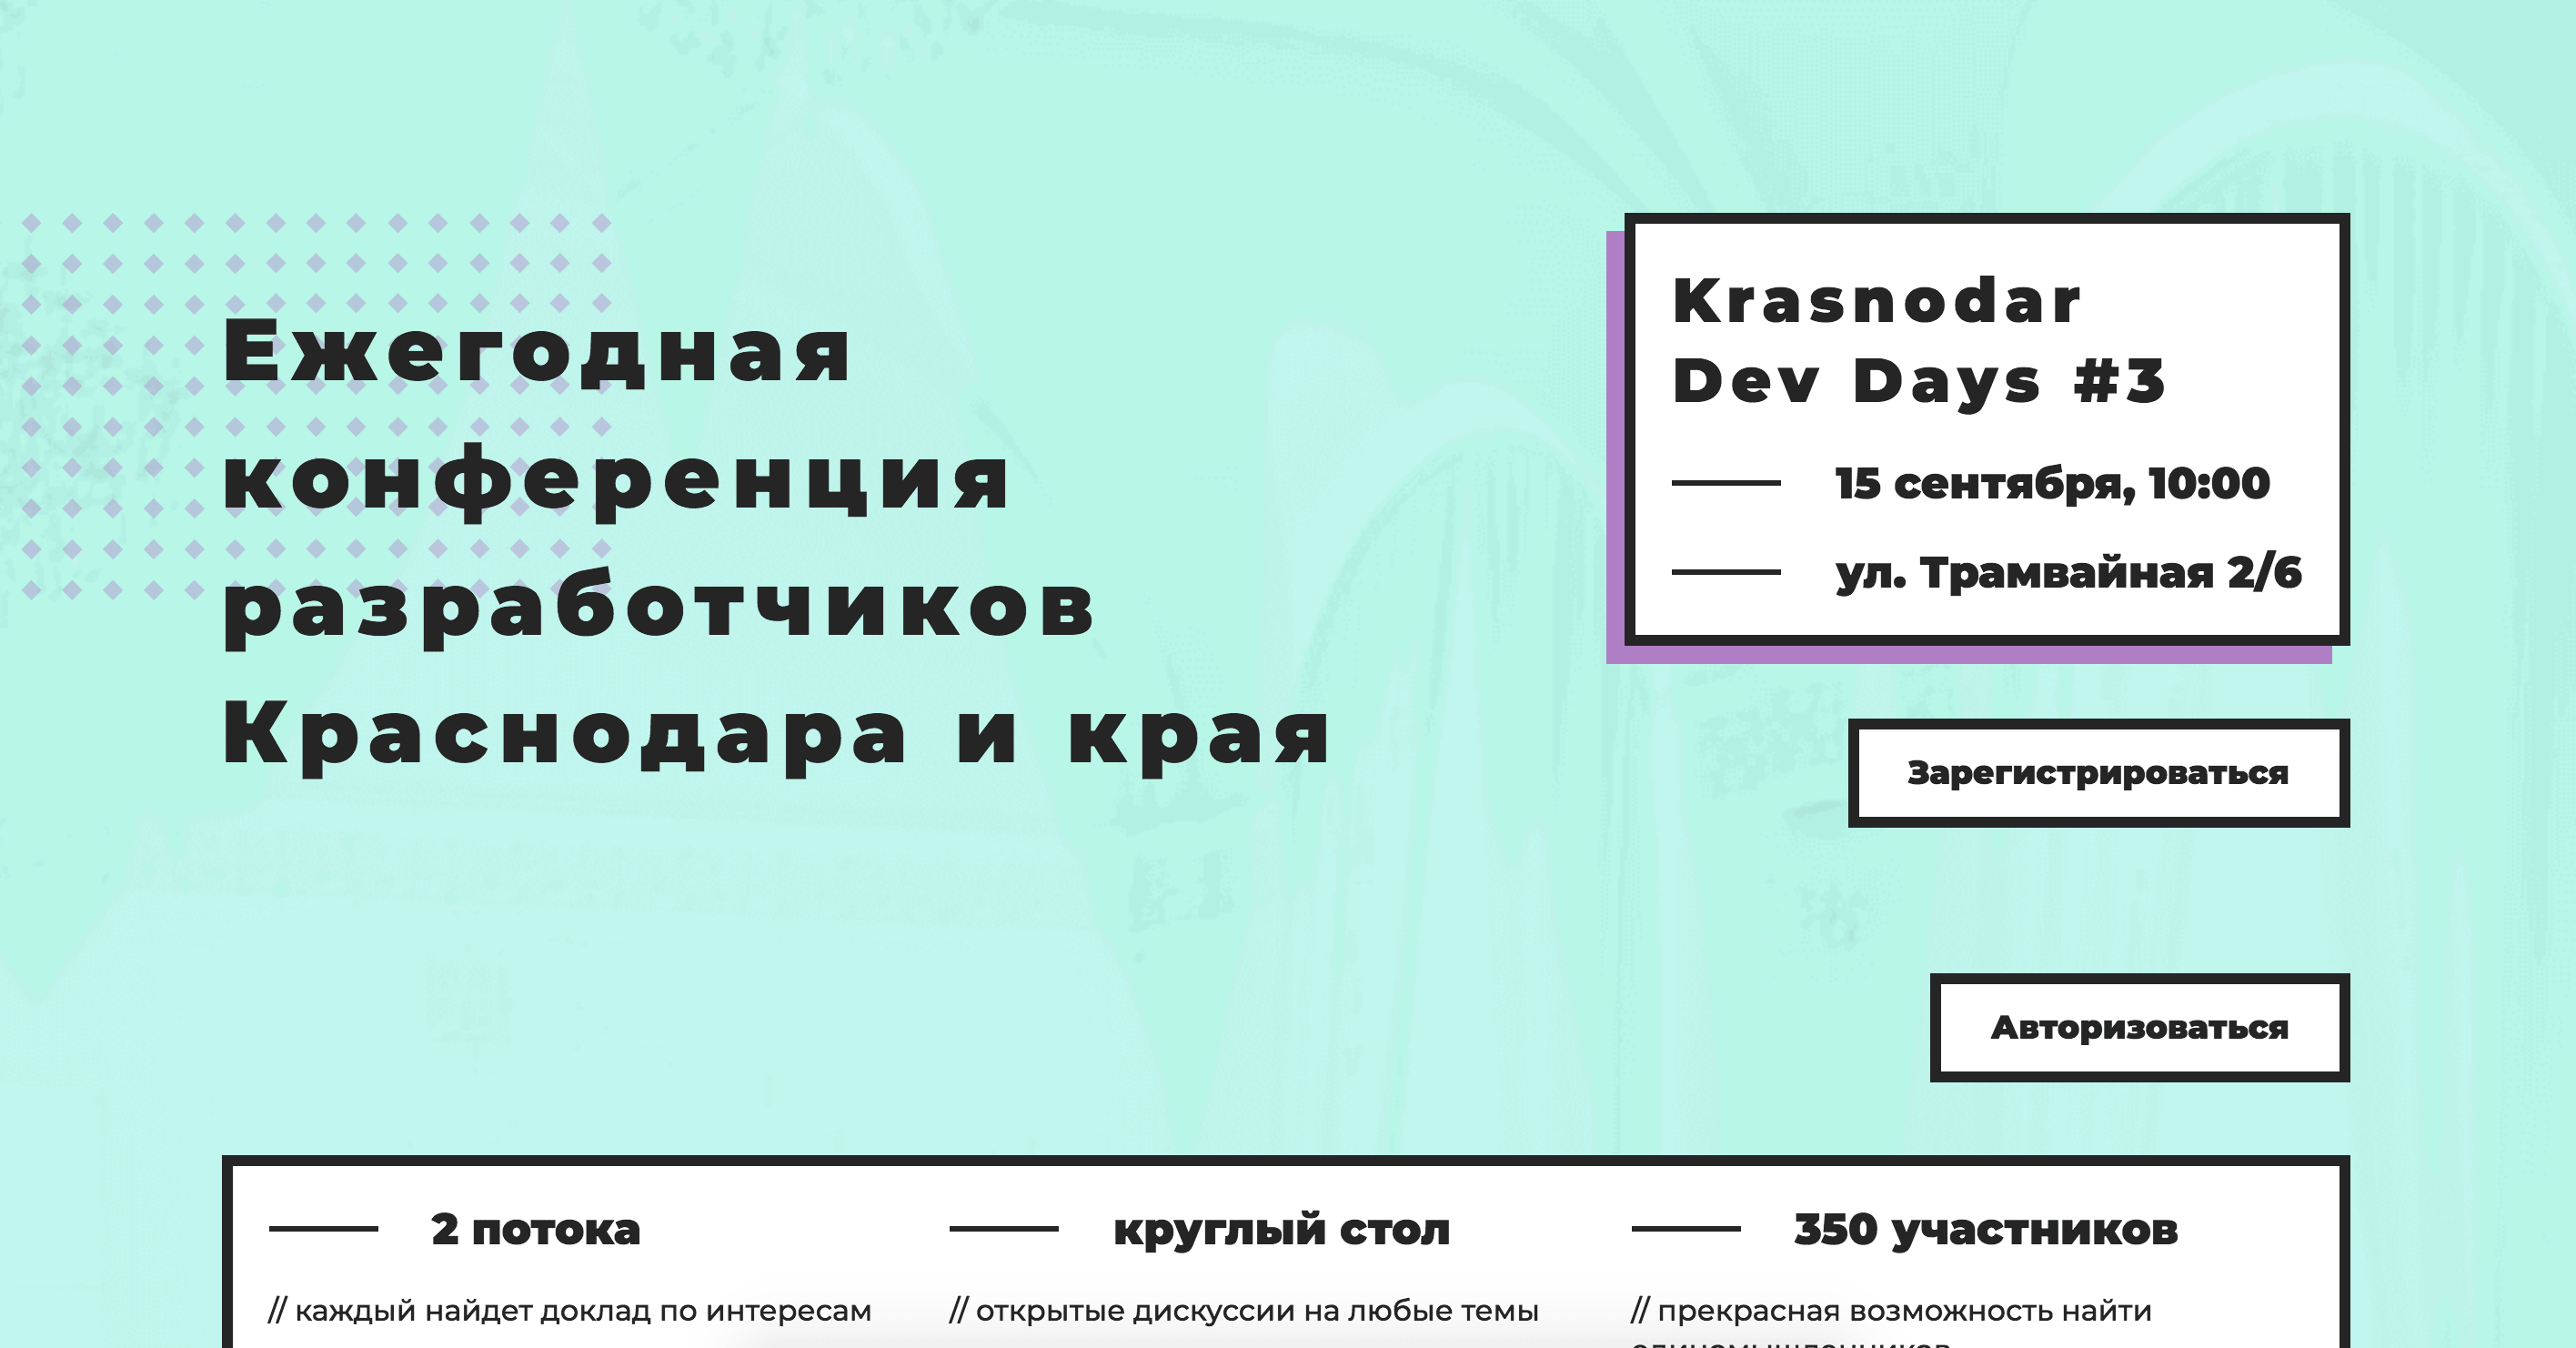 Ежегодная
конференция
разработчиков
Краснодара и края
Krasnodar
Dev Days #3
15 сентября, 10:00
ул. Трамвайная 2/6
Зарегистрироваться
Авторизоваться
2 потока
// каждый найдет доклад по интересам
круглый стол
// открытые дискуссии на любые темы
350 участников
// прекрасная возможность найти
единомышленников